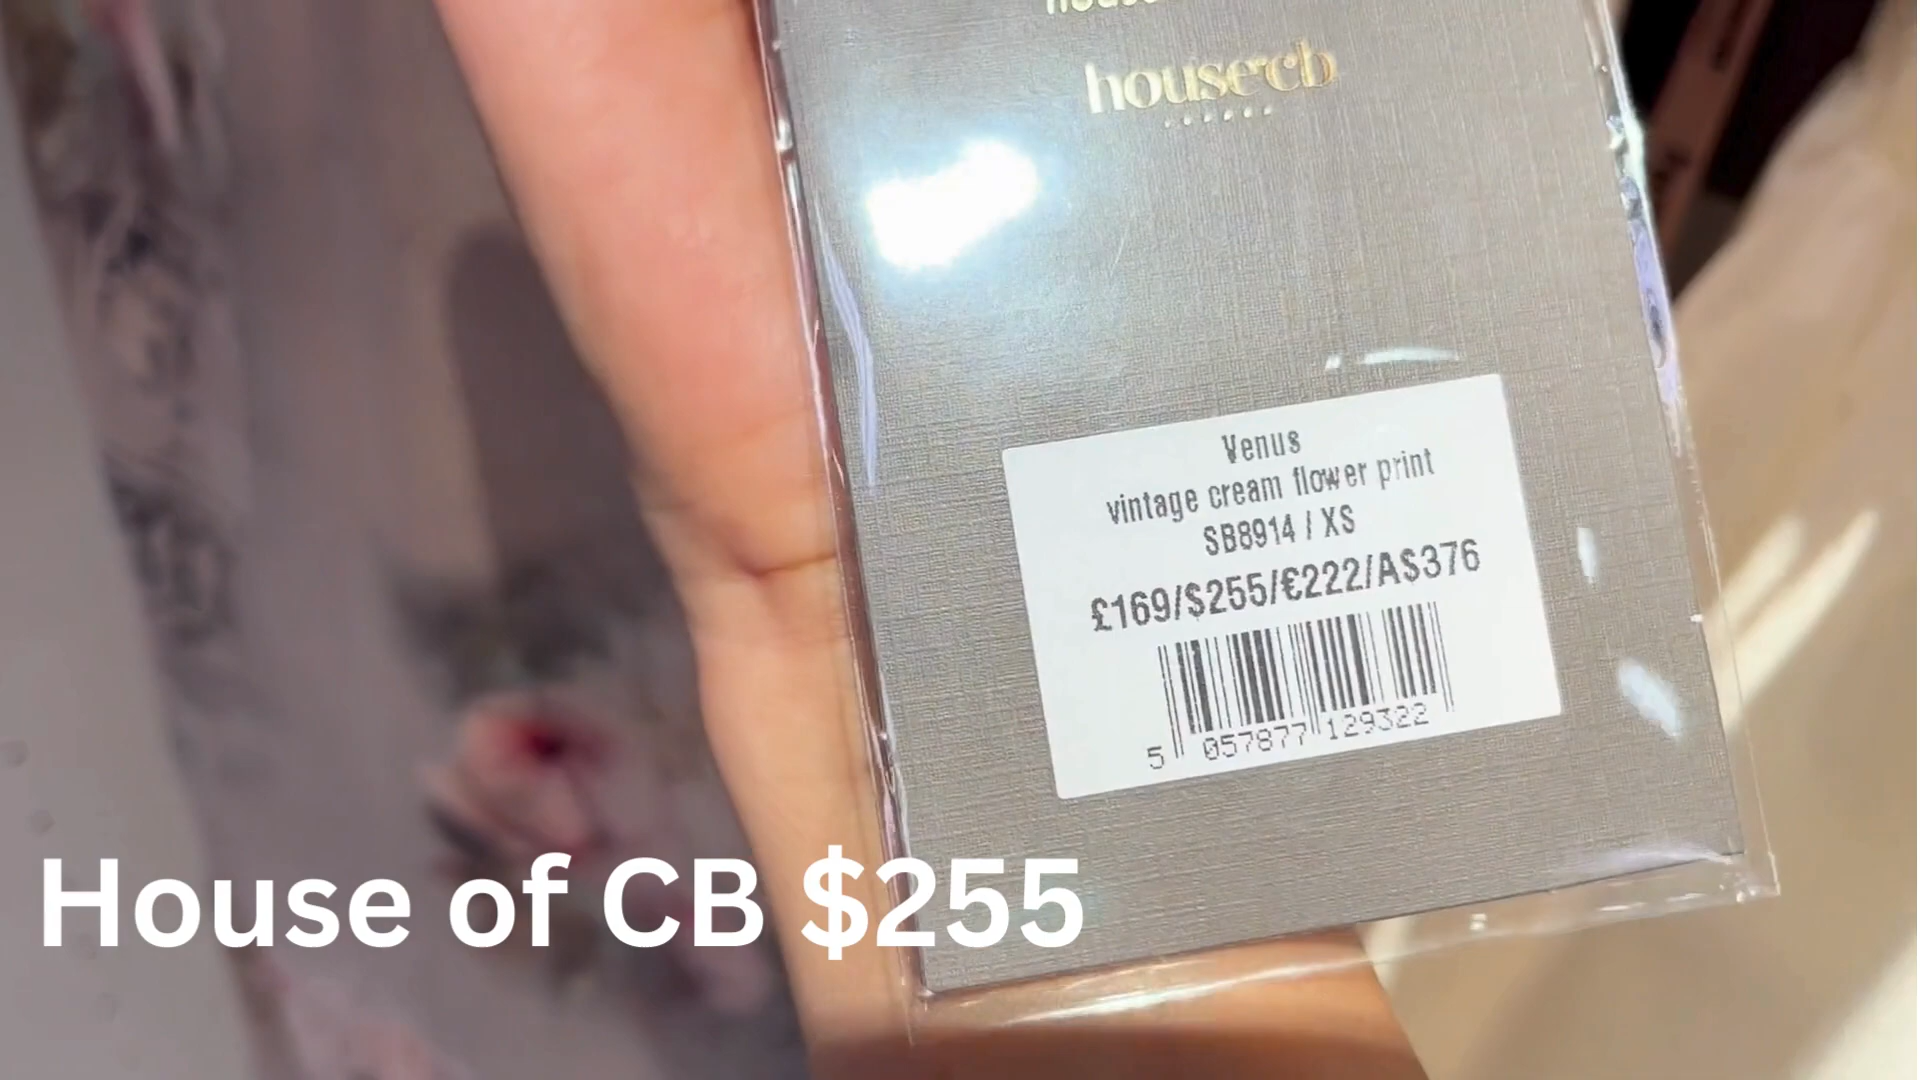 house
housecb
Venus
vintage cream flower print
SB8914 / XS
£169/$255/€222/A$376
5 057877 129322
House of CB $255